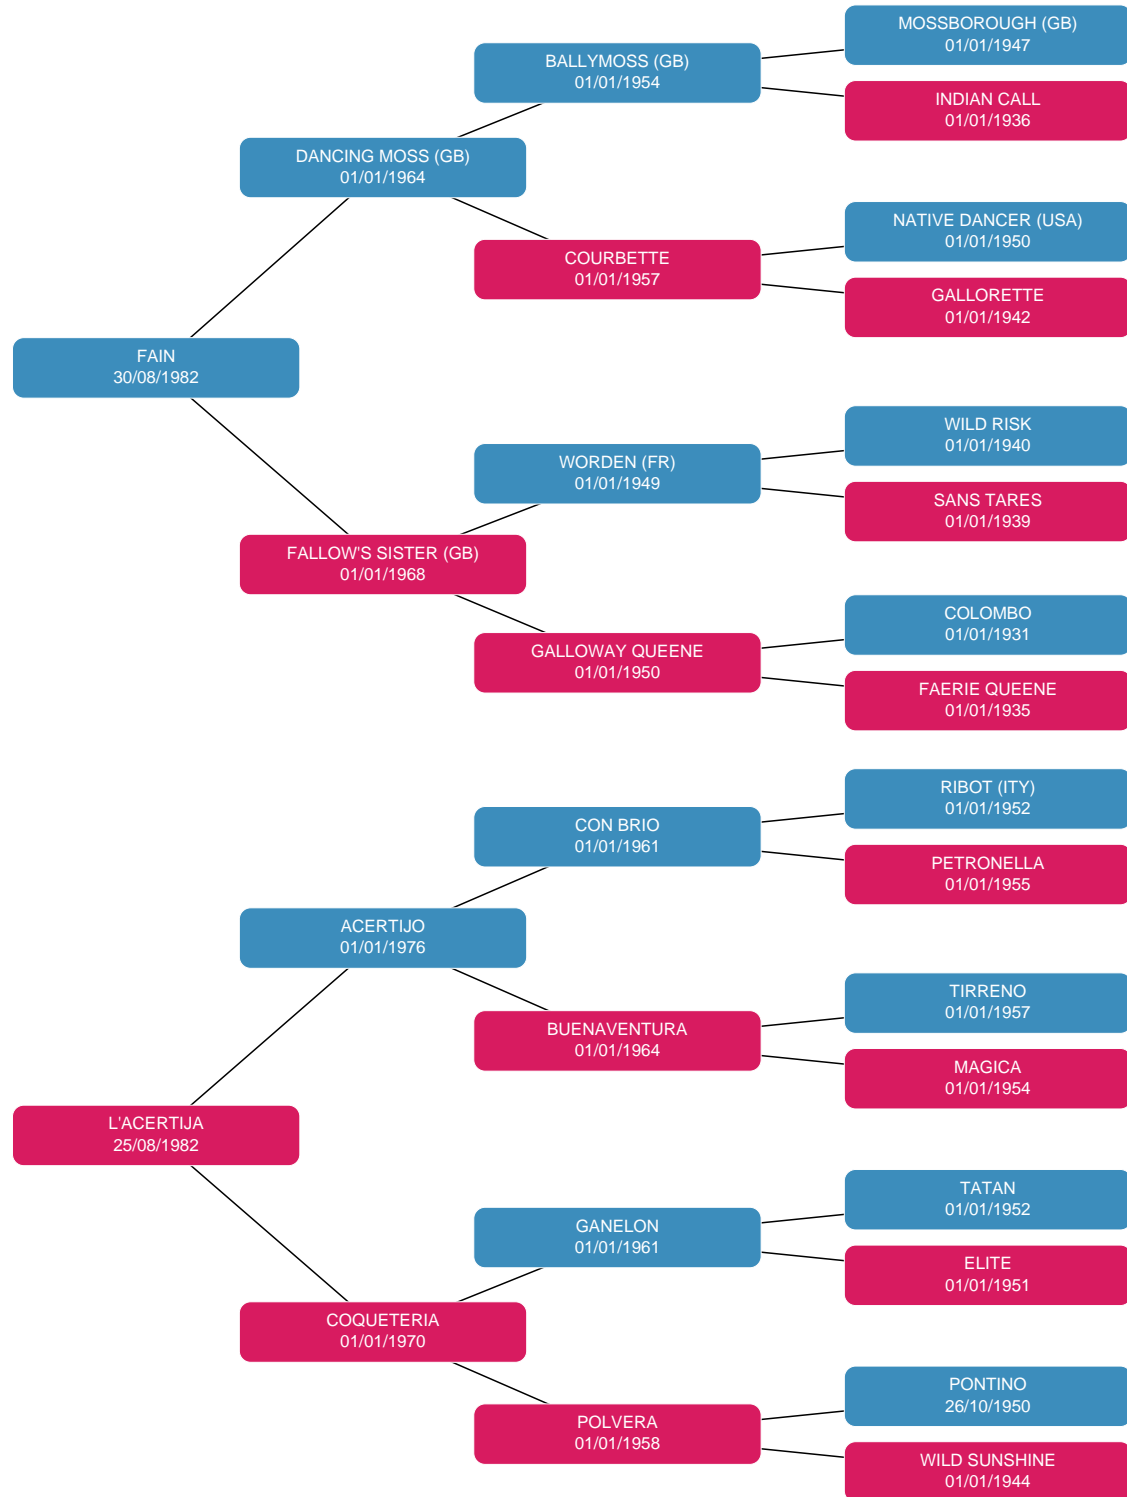 MOSSBOROUGH (GB)
01/01/1947
BALLYMOSS (GB)
01/01/1954
INDIAN CALL
01/01/1936
DANCING MOSS (GB)
01/01/1964
NATIVE DANCER (USA)
01/01/1950
COURBETTE
01/01/1957
GALLORETTE
01/01/1942
FAIN
30/08/1982
WILD RISK
01/01/1940
WORDEN (FR)
01/01/1949
SANS TARES
01/01/1939
FALLOW'S SISTER (GB)
01/01/1968
COLOMBO
01/01/1931
GALLOWAY QUEENE
01/01/1950
FAERIE QUEENE
01/01/1935
RIBOT (ITY)
01/01/1952
CON BRIO
01/01/1961
PETRONELLA
01/01/1955
ACERTIJO
01/01/1976
TIRRENO
01/01/1957
BUENAVENTURA
01/01/1964
MAGICA
01/01/1954
L'ACERTIJA
25/08/1982
TATAN
01/01/1952
GANELON
01/01/1961
ELITE
01/01/1951
COQUETERIA
01/01/1970
PONTINO
26/10/1950
POLVERA
01/01/1958
WILD SUNSHINE
01/01/1944